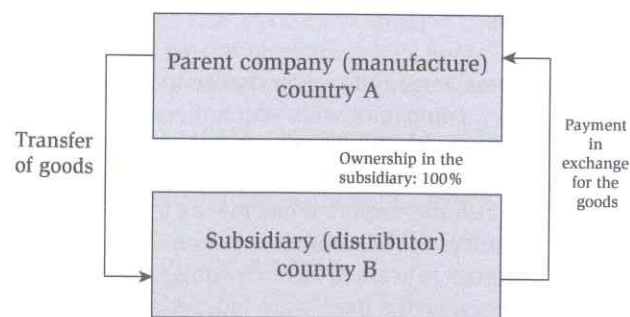 Parent company (manufacture)
country A
Transfer
of goods
Payment
in
exchange
for the
goods
Ownership in the
subsidiary: 100%
Subsidiary (distributor)
country B